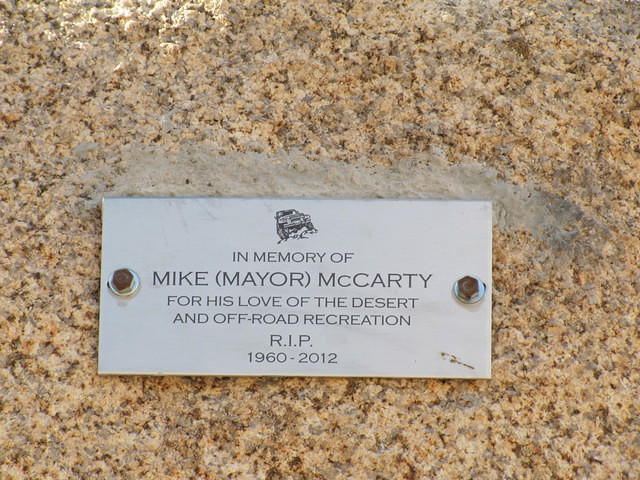 IN MEMORY OF
MIKE (MAYOR) McCARTY
FOR HIS LOVE OF THE DESERT
AND OFF-ROAD RECREATION
R.I.P.
1960 - 2012